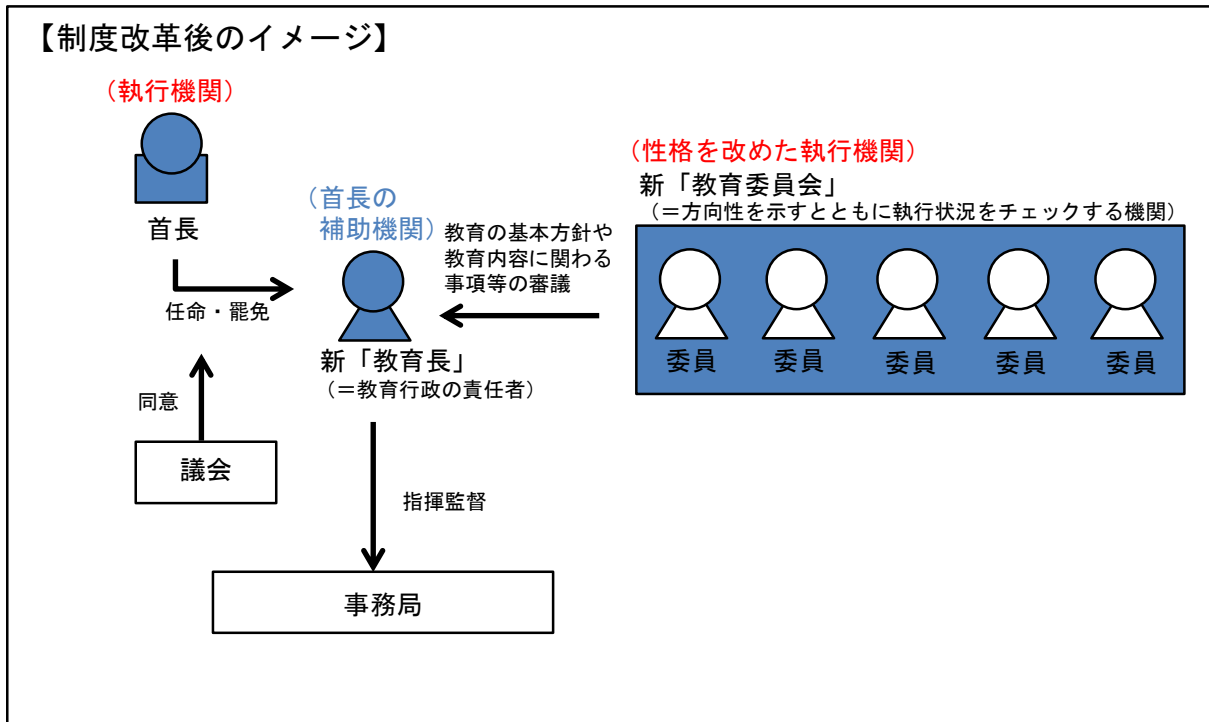 【制度改革後のイメージ】
（執行機関）
首長
任命・罷免
同意
議会
（首長の
補助機関）
新「教育長」
（＝教育行政の責任者）
教育の基本方針や
教育内容に関わる
事項等の審議
（性格を改めた執行機関）
新「教育委員会」
（＝方向性を示すとともに執行状況をチェックする機関）
委員 委員 委員 委員 委員
指揮監督
事務局